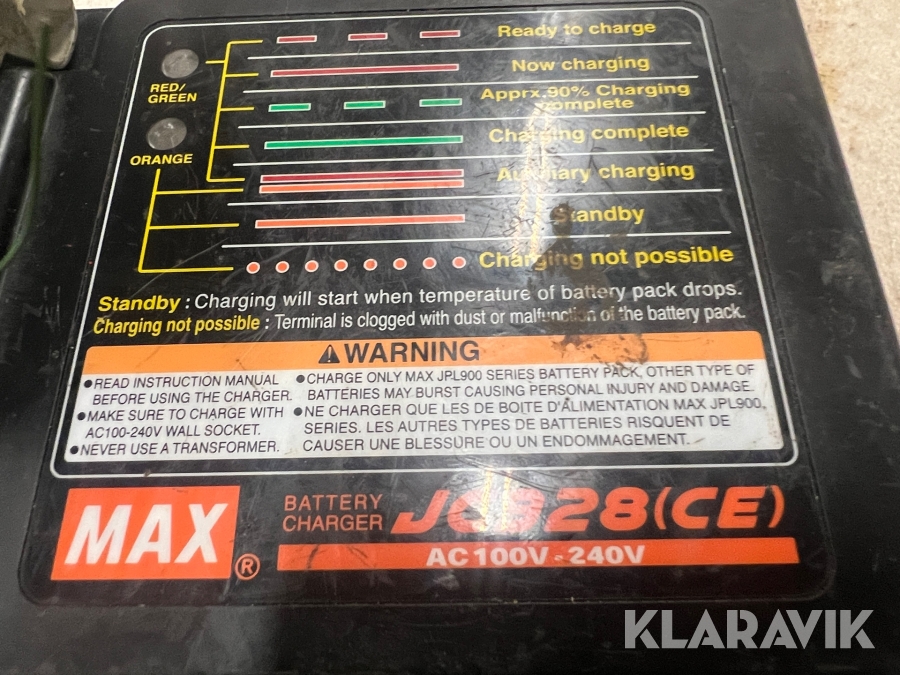 KLARAVIK
Ready to charge
Now charging
RED/
GREEN
Apprx.90% Charging
complete
Charging complete
ORANGE
Auxiliary charging
Standby
Charging not possible
Standby : Charging will start when temperature of battery pack drops.
Charging not possible : Terminal is clogged with dust or malfunction of the battery pack.
WARNING
•READ INSTRUCTION MANUAL
BEFORE USING THE CHARGER.
•MAKE SURE TO CHARGE WITH
AC100-240V WALL SOCKET.
•NEVER USE A TRANSFORMER.
•CHARGE ONLY MAX JPL900 SERIES BATTERY PACK, OTHER TYPE OF
BATTERIES MAY BURST CAUSING PERSONAL INJURY AND DAMAGE.
•NE CHARGER QUE LES DE BOITE D'ALIMENTATION MAX JPL900
SERIES. LES AUTRES TYPES DE BATTERIES RISQUENT DE
CAUSER UNE BLESSURE OU UN ENDOMMAGEMENT.
MAX®
BATTERY
CHARGER
JC928(CE)
AC100V-240V
KLARAVIK